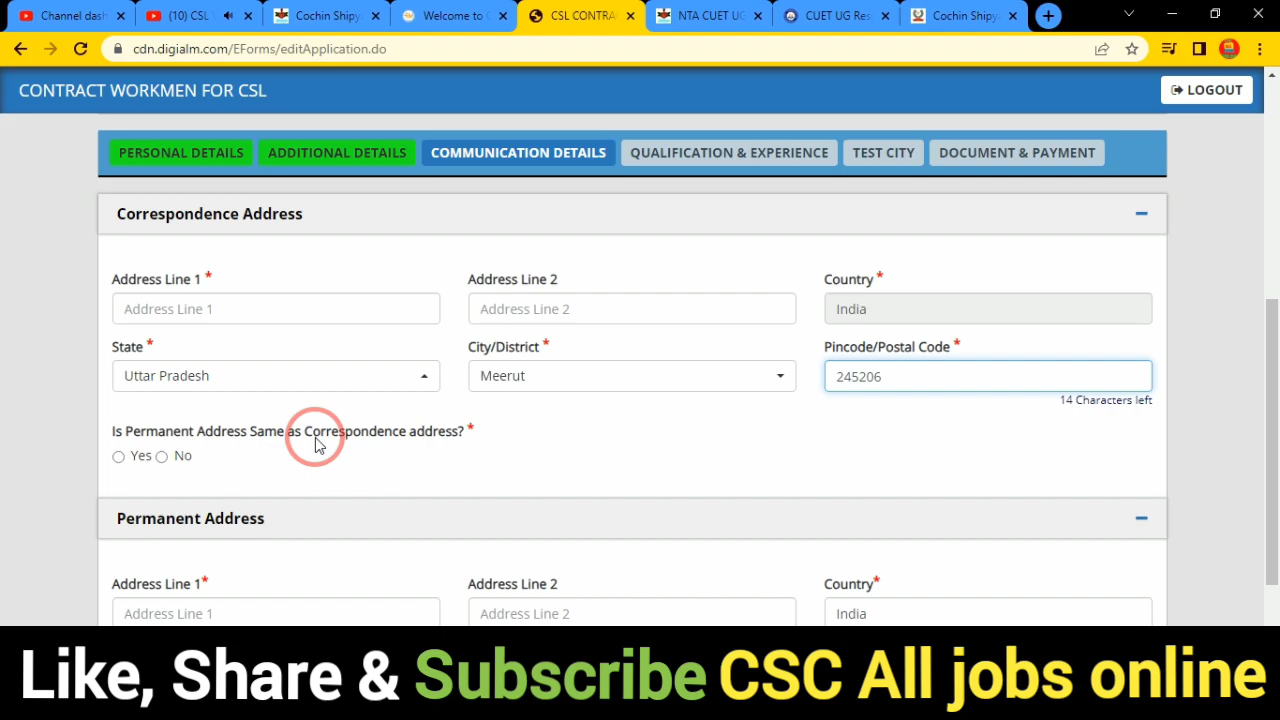 Channel dash
(10) CSL
Cochin Shipy
Welcome to C
CSL CONTRA
NTA CUET UG
CUET UG Res
Cochin Shipy
cdn.digialm.com/EForms/editApplication.do
CONTRACT WORKMEN FOR CSL
LOGOUT
PERSONAL DETAILS
ADDITIONAL DETAILS
COMMUNICATION DETAILS
QUALIFICATION & EXPERIENCE
TEST CITY
DOCUMENT & PAYMENT
Correspondence Address
Address Line 1 *
Address Line 2
Country *
Address Line 1
Address Line 2
India
State *
City/District *
Pincode/Postal Code *
Uttar Pradesh
Meerut
245206
14 Characters left
Is Permanent Address Same as Correspondence address? *
Yes
No
Permanent Address
Address Line 1*
Address Line 2
Country*
Address Line 1
Address Line 2
India
Like, Share & Subscribe CSC All jobs online